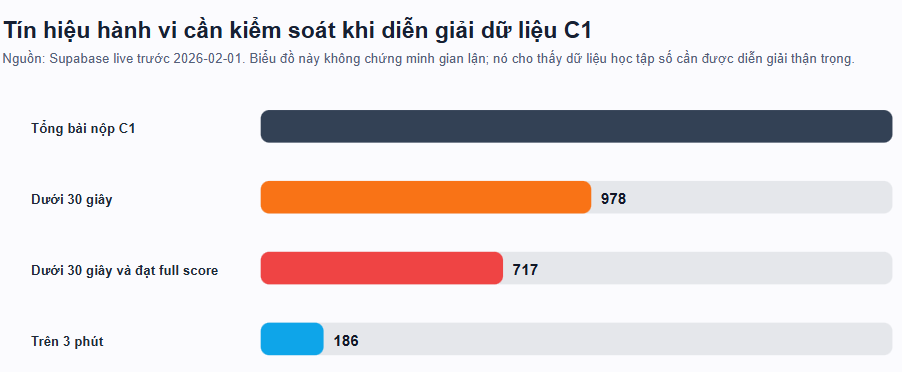 Tín hiệu hành vi cần kiểm soát khi diễn giải dữ liệu C1
Nguồn: Supabase live trước 2026-02-01. Biểu đồ này không chứng minh gian lận; nó cho thấy dữ liệu học tập số cần được diễn giải thận trọng.
Tổng bài nộp C1
Dưới 30 giây
978
Dưới 30 giây và đạt full score
717
Trên 3 phút
186